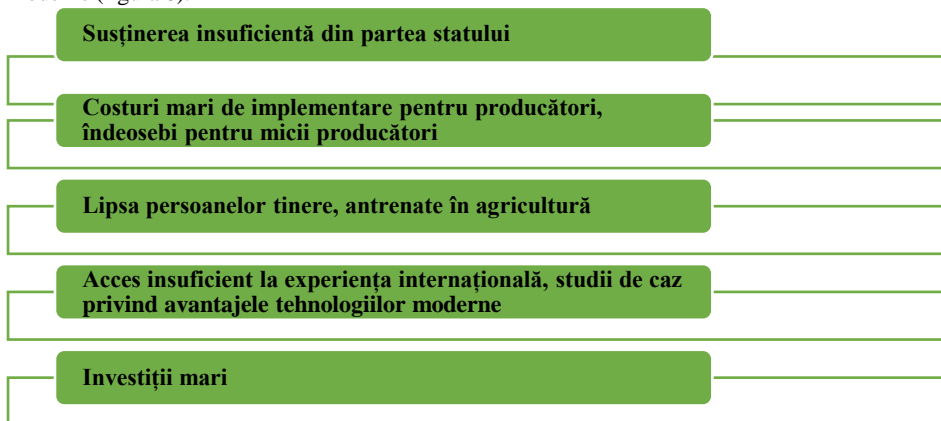 Susținerea insuficientă din partea statului
Costuri mari de implementare pentru producători,
îndeosebi pentru micii producători
Lipsa persoanelor tinere, antrenate în agricultură
Acces insuficient la experiența internațională, studii de caz
privind avantajele tehnologiilor moderne
Investiții mari